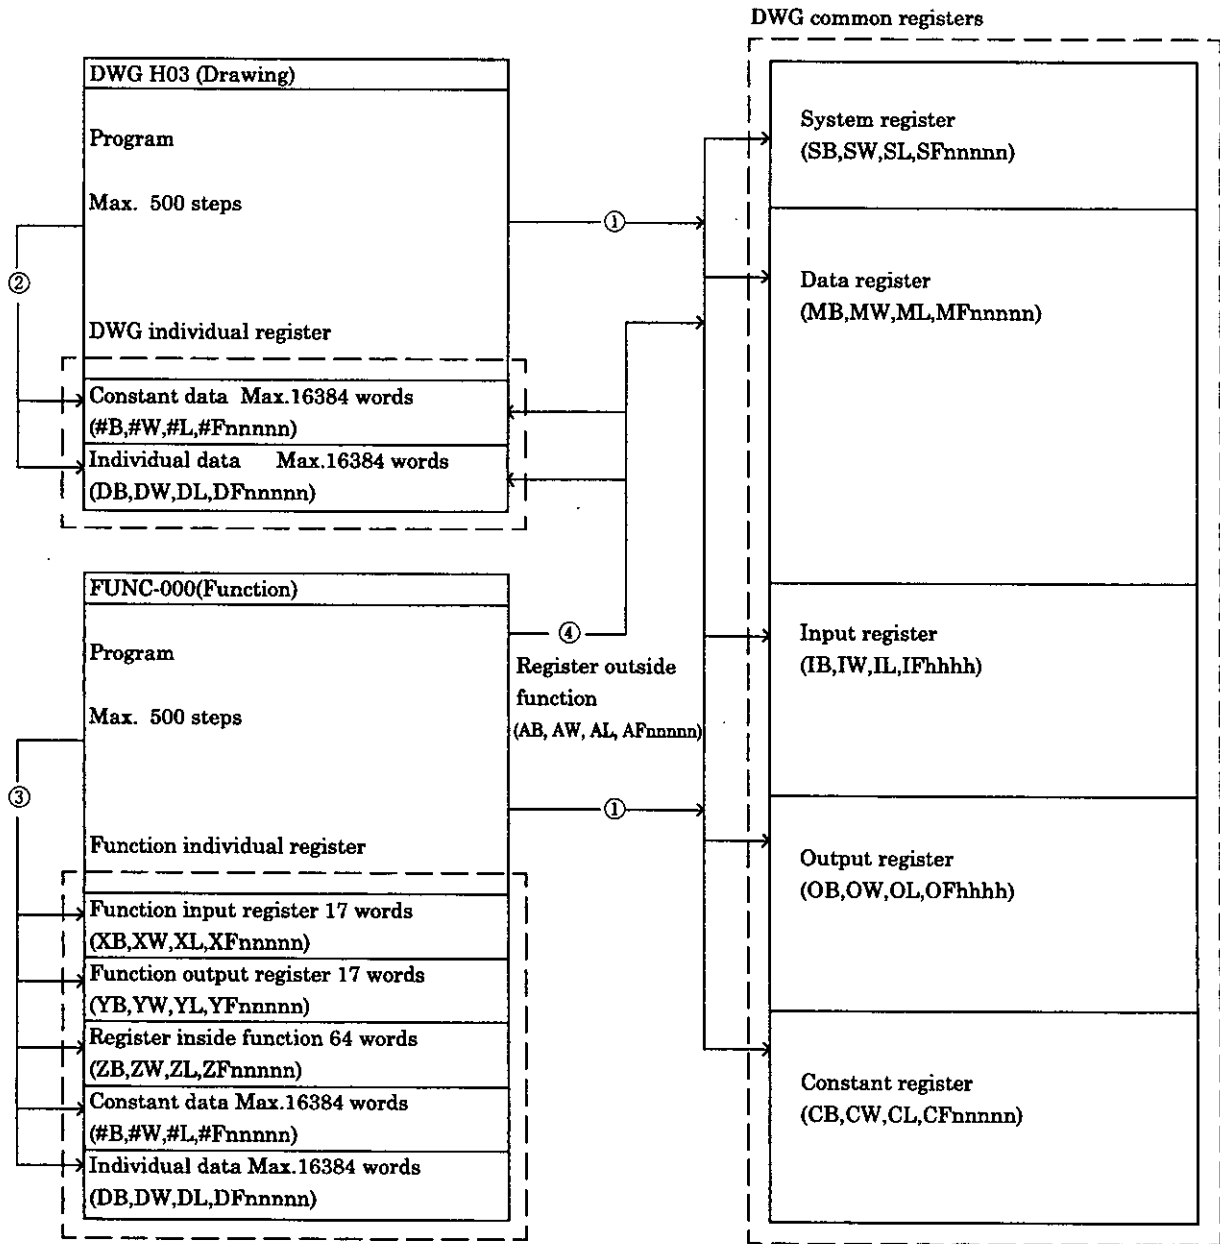 DWG H03 (Drawing)
Program
Max. 500 steps
②
DWG individual register
Constant data Max.16384 words
(#B,#W,#L,#Fnnnnn)
Individual data Max.16384 words
(DB,DW,DL,DFnnnnn)
①
FUNC-000(Function)
Program
Max. 500 steps
③
④
Register outside
function
(AB, AW, AL, AFnnnnn)
①
Function individual register
Function input register 17 words
(XB,XW,XL,XFnnnnn)
Function output register 17 words
(YB,YW,YL,YFnnnnn)
Register inside function 64 words
(ZB,ZW,ZL,ZFnnnnn)
Constant data Max.16384 words
(#B,#W,#L,#Fnnnnn)
Individual data Max.16384 words
(DB,DW,DL,DFnnnnn)
DWG common registers
System register
(SB,SW,SL,SFnnnnn)
Data register
(MB,MW,ML,MFnnnnn)
Input register
(IB,IW,IL,IFhhhh)
Output register
(OB,OW,OL,OFhhhh)
Constant register
(CB,CW,CL,CFnnnnn)